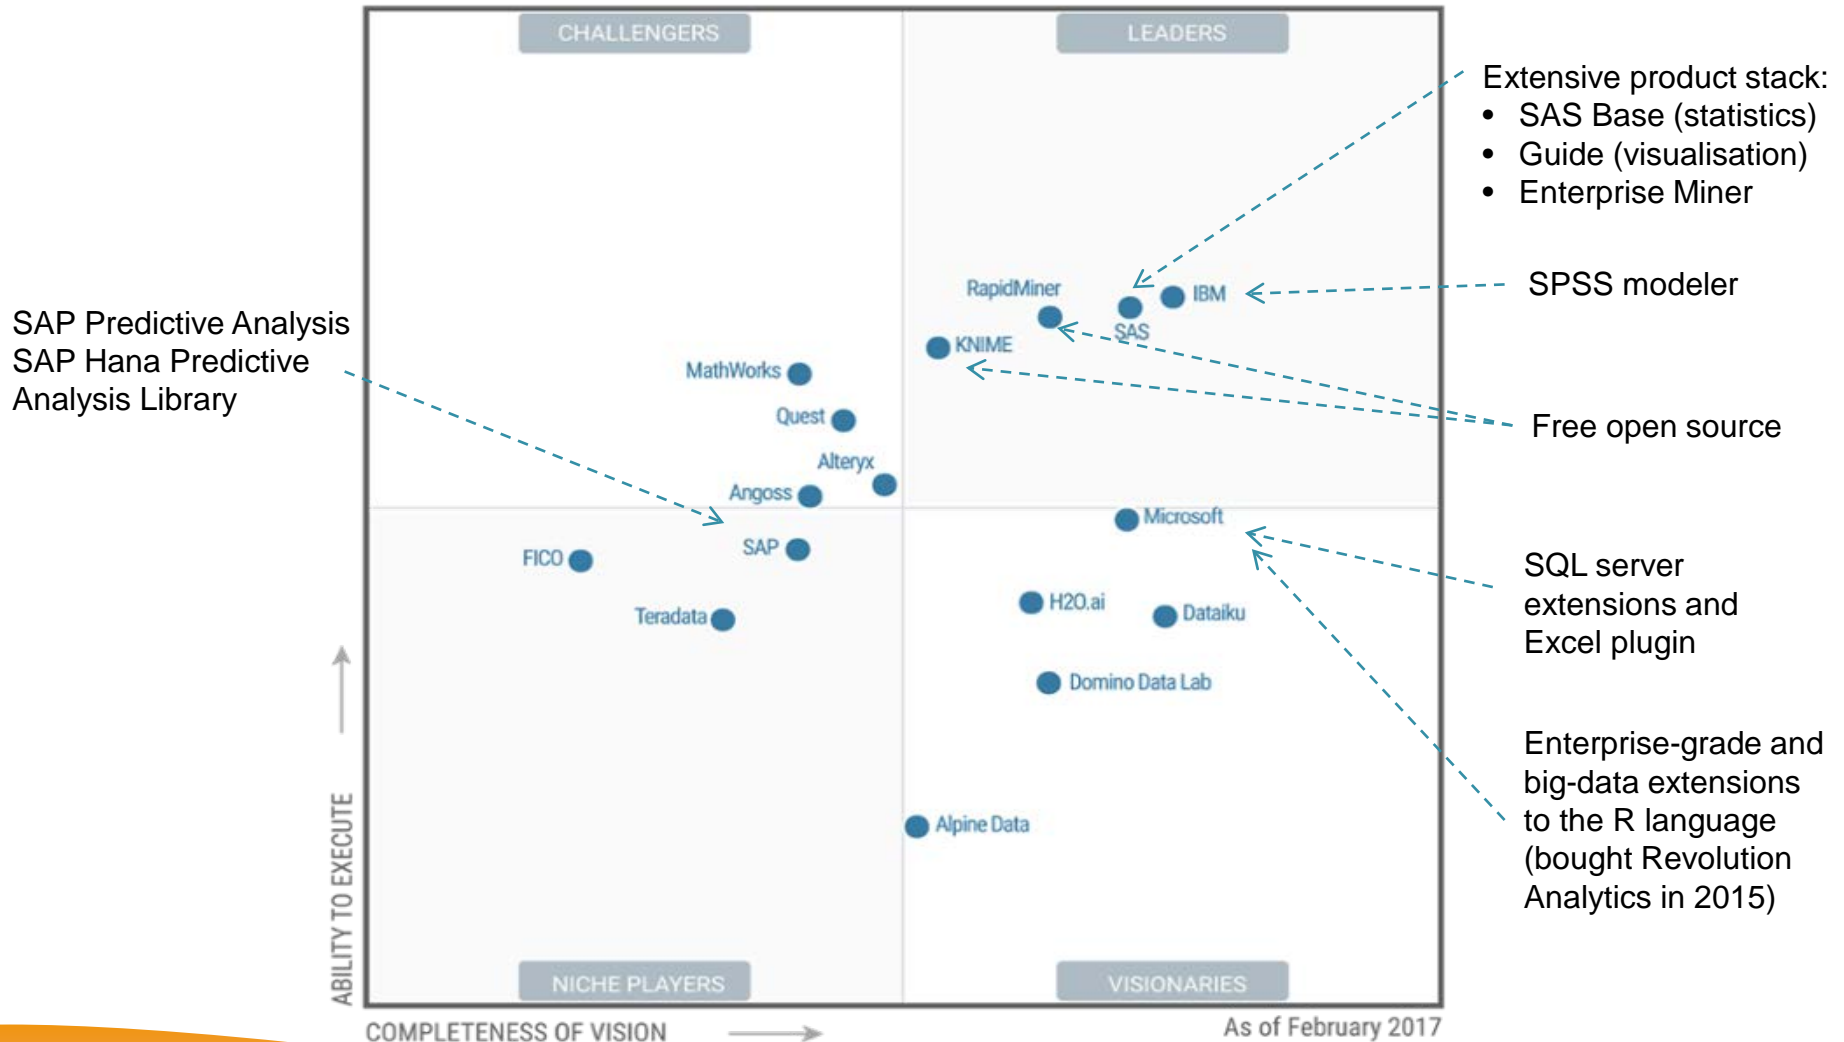 CHALLENGERS
LEADERS
Extensive product stack:
• SAS Base (statistics)
• Guide (visualisation)
• Enterprise Miner
RapidMiner
IBM
SPSS modeler
SAS
KNIME
SAP Predictive Analysis
SAP Hana Predictive
Analysis Library
MathWorks
Quest
Free open source
Alteryx
Angoss
Microsoft
SAP
FICO
SQL server
extensions and
Excel plugin
H2O.ai
Dataiku
Teradata
Domino Data Lab
Enterprise-grade and
big-data extensions
to the R language
(bought Revolution
Analytics in 2015)
Alpine Data
ABILITY TO EXECUTE
NICHE PLAYERS
VISIONARIES
COMPLETENESS OF VISION
As of February 2017